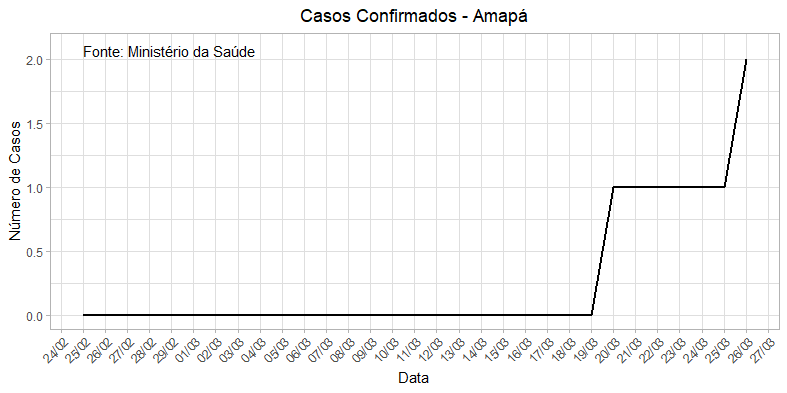 Casos Confirmados - Amapá
Fonte: Ministério da Saúde
Número de Casos
2.0
1.5
1.0
0.5
0.0
24/02 25/02 26/02 27/02 28/02 29/02 01/03 02/03 03/03 04/03 05/03 06/03 07/03 08/03 09/03 10/03 11/03 12/03 13/03 14/03 15/03 16/03 17/03 18/03 19/03 20/03 21/03 22/03 23/03 24/03 25/03 26/03 27/03
Data